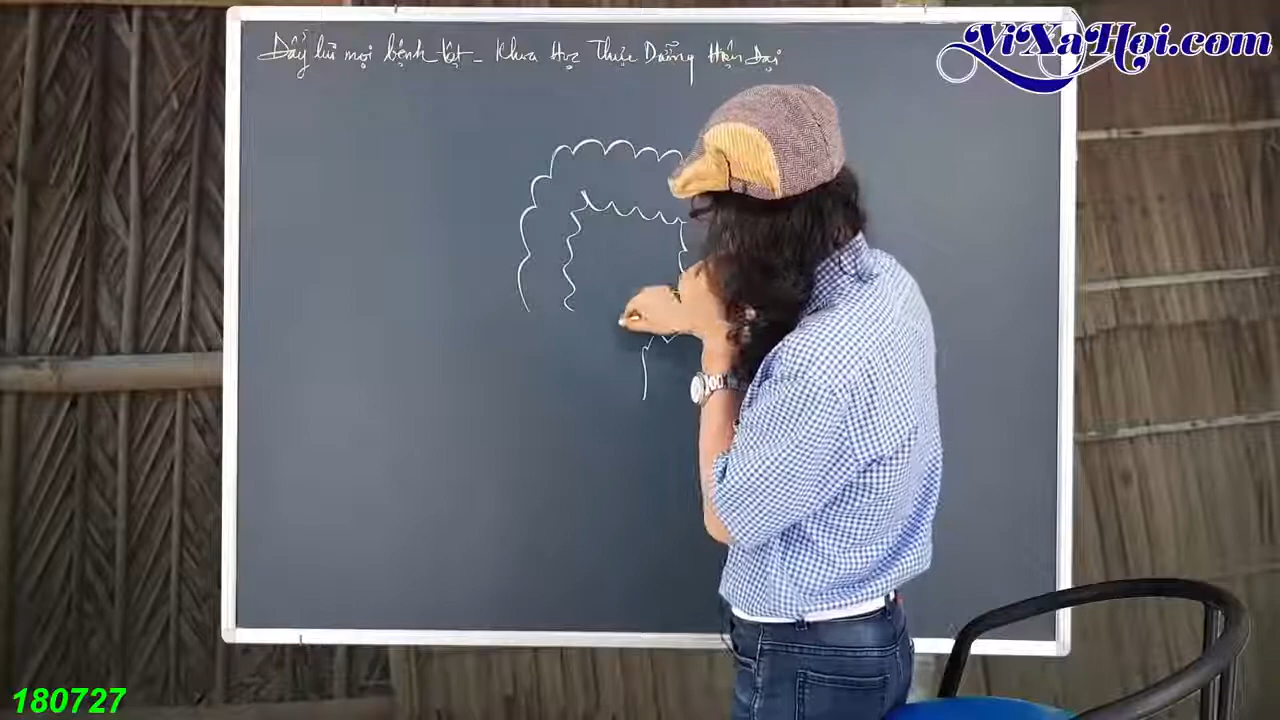 Đẩy lùi mọi bệnh tật - Khoa Học Thực Dưỡng Hiện Đại
ViXaHoi.com
180727